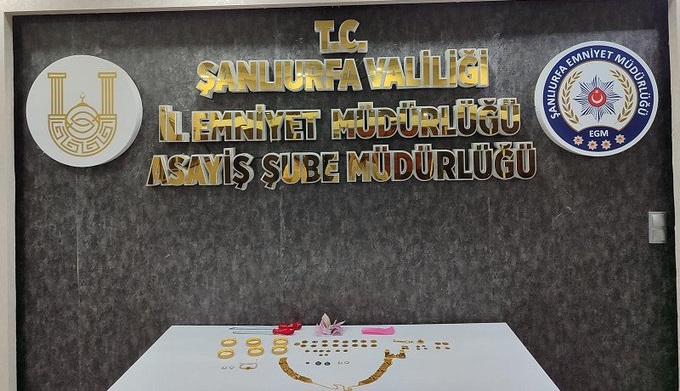 T.C.
ŞANLIURFA VALİLİĞİ
İL EMNİYET MÜDÜRLÜĞÜ
ASAYİŞ ŞUBE MÜDÜRLÜĞÜ
ŞANLIURFA EMNİYET MÜDÜRLÜĞÜ
EGM